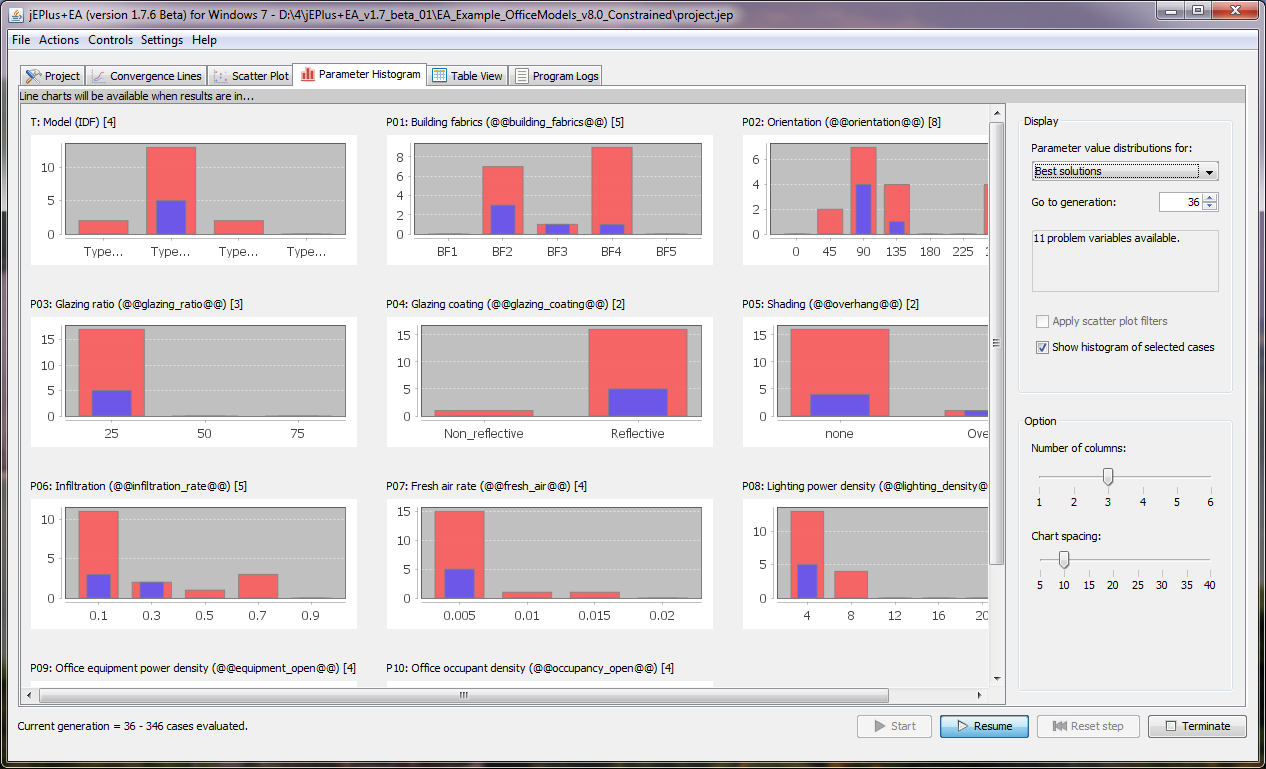 jEPlus+EA (version 1.7.6 Beta) for Windows 7 - D:\4\jEPlus+EA_v1.7_beta_01\EA_Example_OfficeModels_v8.0_Constrained\project.jep
File Actions Controls Settings Help
Project Convergence Lines Scatter Plot Parameter Histogram Table View Program Logs
Line charts will be available when results are in...
T: Model (IDF) [4]
10
5
0
Type... Type... Type... Type...
P01: Building fabrics (@@building_fabrics@@) [5]
8
6
4
2
0
BF1 BF2 BF3 BF4 BF5
P02: Orientation (@@orientation@@) [8]
6
4
2
0
0 45 90 135 180 225
P03: Glazing ratio (@@glazing_ratio@@) [3]
15
10
5
0
25 50 75
P04: Glazing coating (@@glazing_coating@@) [2]
15
10
5
0
Non_reflective Reflective
P05: Shading (@@overhang@@) [2]
15
10
5
0
none Ove
P06: Infiltration (@@infiltration_rate@@) [5]
10
5
0
0.1 0.3 0.5 0.7 0.9
P07: Fresh air rate (@@fresh_air@@) [4]
15
10
5
0
0.005 0.01 0.015 0.02
P08: Lighting power density (@@lighting_density@
10
5
0
4 8 12 16 20
P09: Office equipment power density (@@equipment_open@@) [4]
P10: Office occupant density (@@occupancy_open@@) [4]
Display
Parameter value distributions for:
Best solutions
Go to generation: 36
11 problem variables available.
Apply scatter plot filters
Show histogram of selected cases
Option
Number of columns:
1 2 3 4 5 6
Chart spacing:
5 10 15 20 25 30 35 40
Current generation = 36 - 346 cases evaluated.
Start Resume Reset step Terminate